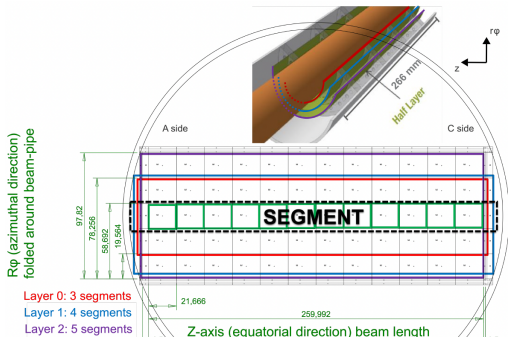 rφ
z
266 mm
Half Layer
A side
C side
Rφ (azimuthal direction)
folded around beam-pipe
97,82
78,256
58,692
19,564
SEGMENT
Layer 0: 3 segments
Layer 1: 4 segments
Layer 2: 5 segments
21,666
259,992
Z-axis (equatorial direction) beam length